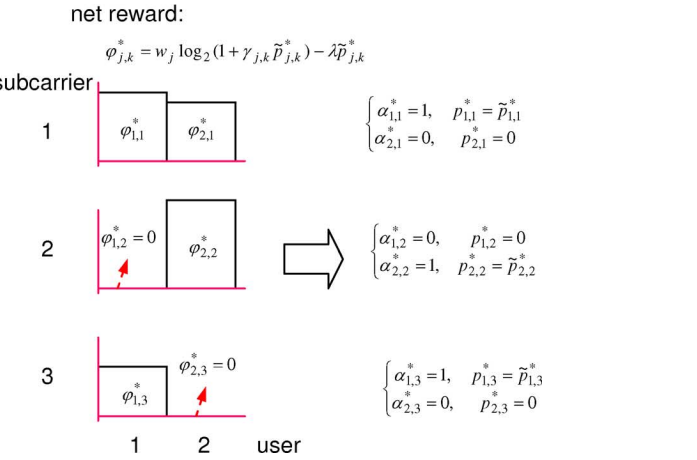 net reward:
φ*_{j,k} = w_j log_2(1 + γ_{j,k} p̃*_{j,k}) − λp̃*_{j,k}
subcarrier
1
φ*_{1,1} φ*_{2,1}
α*_{1,1} = 1, p*_{1,1} = p̃*_{1,1}
α*_{2,1} = 0, p*_{2,1} = 0
2
φ*_{1,2} = 0 φ*_{2,2}
α*_{1,2} = 0, p*_{1,2} = 0
α*_{2,2} = 1, p*_{2,2} = p̃*_{2,2}
3
φ*_{1,3} φ*_{2,3} = 0
α*_{1,3} = 1, p*_{1,3} = p̃*_{1,3}
α*_{2,3} = 0, p*_{2,3} = 0
1 2 user